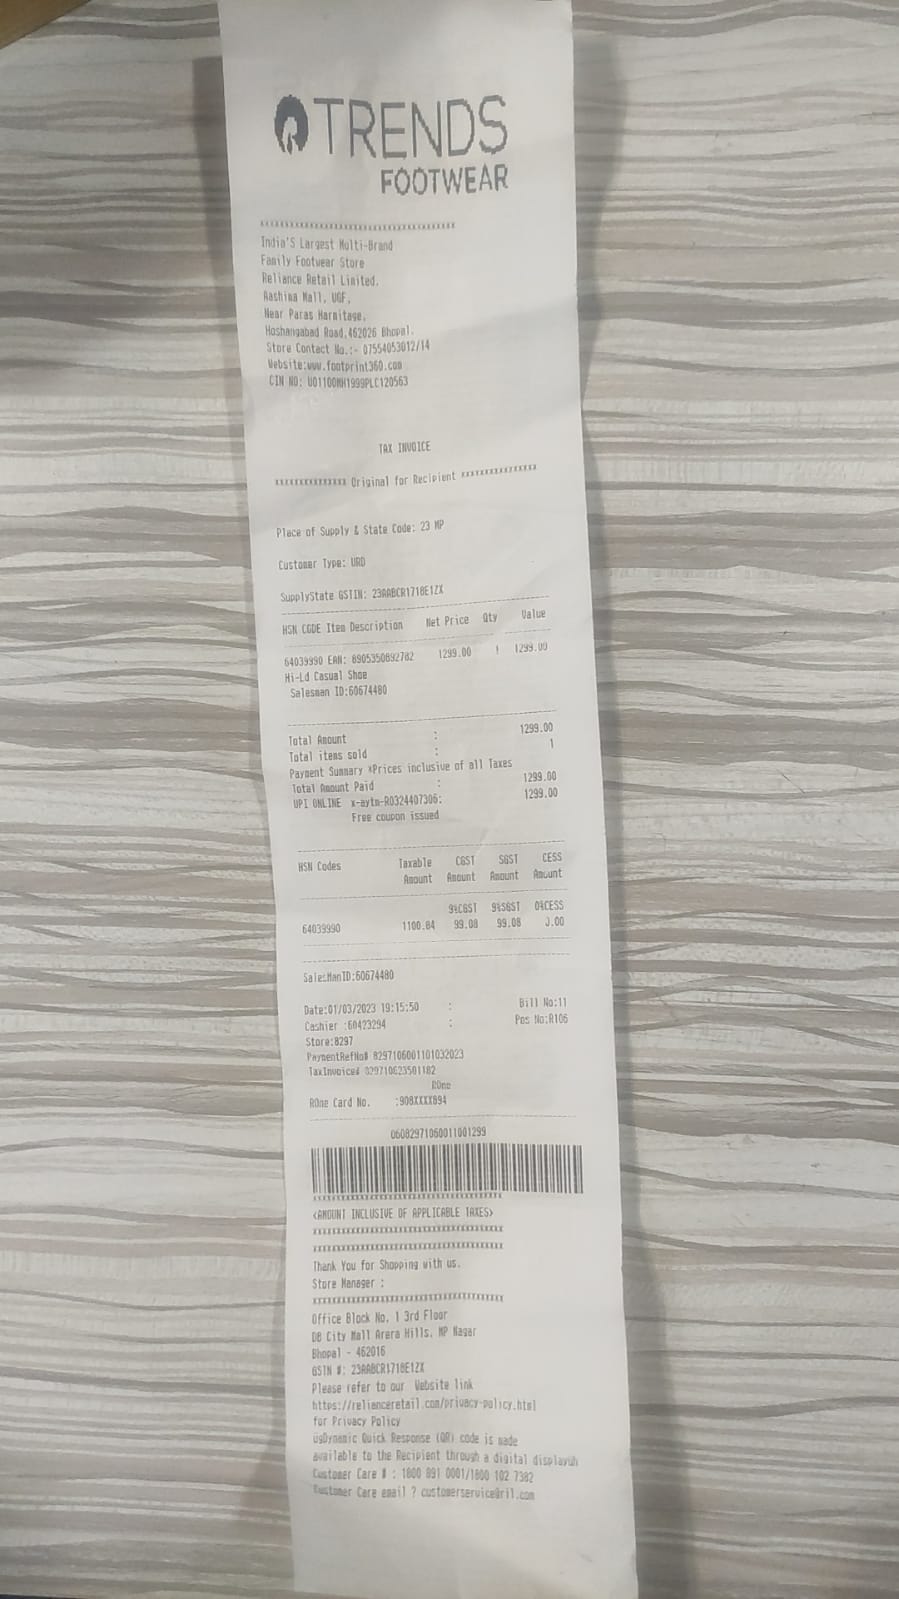 TRENDS
FOOTWEAR
India'S Largest Multi-Brand
Family Footwear Store
Reliance Retail Limited.
Aashima Mall, UGF,
Near Paras Harmitage,
Hoshangabad Road,462026 Bhopal.
Store Contact No.:- 07554053012/14
Website:www.footprint360.com
CIN NO: U01100MH1999PLC120563
TAX INVOICE
xxxxxxxxxxxxxx Original for Recipient xxxxxxxxxxxxxxx
Place of Supply & State Code: 23 MP
Customer Type: URD
SupplyState GSTIN: 23AABCR1718E1ZX
HSN CODE Item Description Net Price Qty Value
64039990 EAN: 8905350892782 1299.00 1 1299.00
Hi-Ld Casual Shoe
Salesman ID:60674480
Total Amount : 1299.00
Total items sold : 1
Payment Summary *Prices inclusive of all Taxes
Total Amount Paid : 1299.00
UPI ONLINE x-aytm-R0324407306: 1299.00
Free coupon issued
HSN Codes Taxable CGST SGST CESS
Amount Amount Amount Amount
9%CGST 9%SGST 0%CESS
64039990 1100.84 99.08 99.08 0.00
SalesManID:60674480
Date:01/03/2023 19:15:50 : Bill No:11
Cashier :60423294 : Pos No:R106
Store:8297
PaymentRefNo# 8297106001101032023
TaxInvoice# 829710623501182
ROne
ROne Card No. :908XXXX894
06082971060011001299
<AMOUNT INCLUSIVE OF APPLICABLE TAXES>
Thank You for Shopping with us.
Store Manager :
Office Block No. 1 3rd Floor
DB City Mall Arera Hills, MP Nagar
Bhopal - 462016
GSTN #: 23AABCR1718E1ZX
Please refer to our Website link
https://relianceretail.com/privacy-policy.html
for Privacy Policy
ügDynamic Quick Response (QR) code is made
available to the Recipient through a digital displayüh
Customer Care # : 1800 891 0001/1800 102 7382
Customer Care email ? customerservice@ril.com